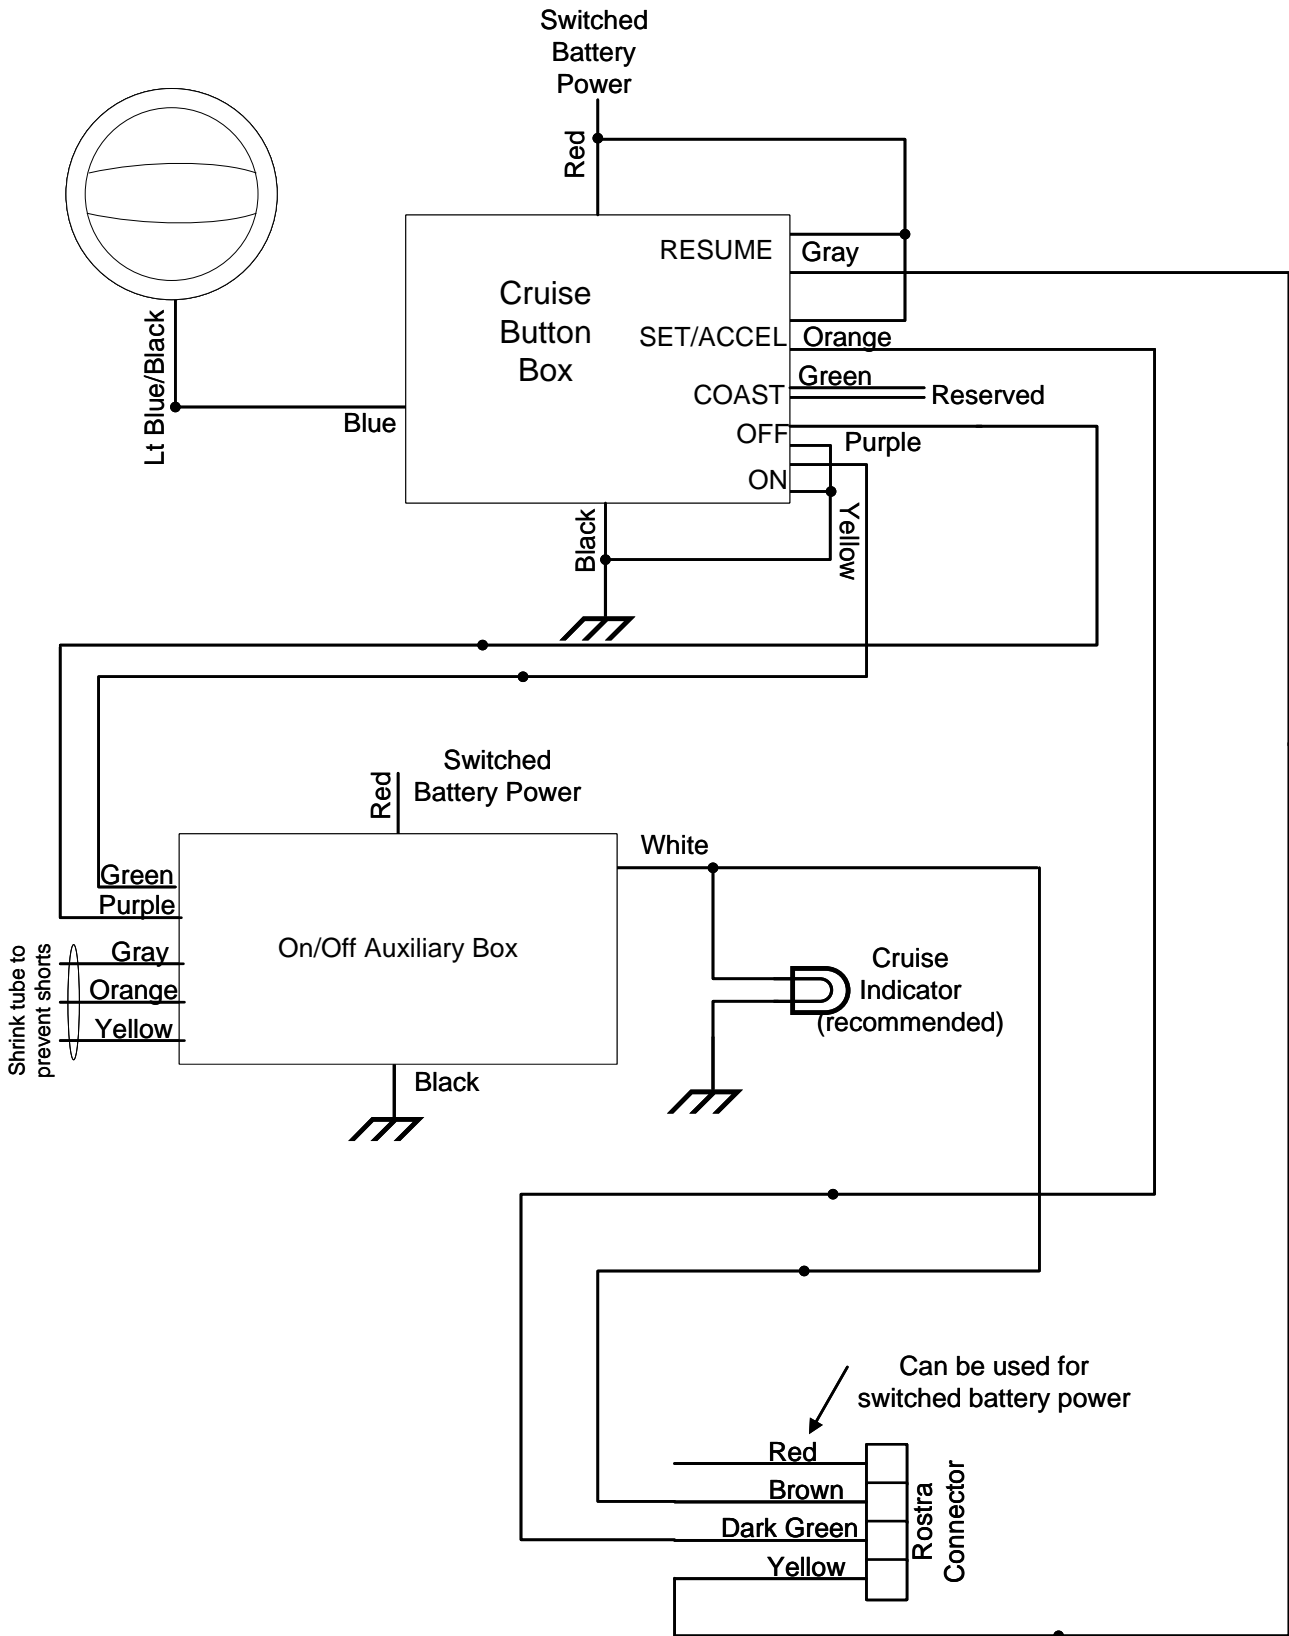 Switched
Battery
Power
Red
RESUME
Gray
Cruise
Button
Box
SET/ACCEL
Orange
Green
COAST
Reserved
OFF
Purple
ON
Yellow
Lt Blue/Black
Blue
Black
Switched
Battery Power
Red
White
Green
Purple
Gray
Orange
Yellow
Shrink tube to
prevent shorts
On/Off Auxiliary Box
Cruise
Indicator
(recommended)
Black
Can be used for
switched battery power
Red
Brown
Dark Green
Yellow
Rostra
Connector